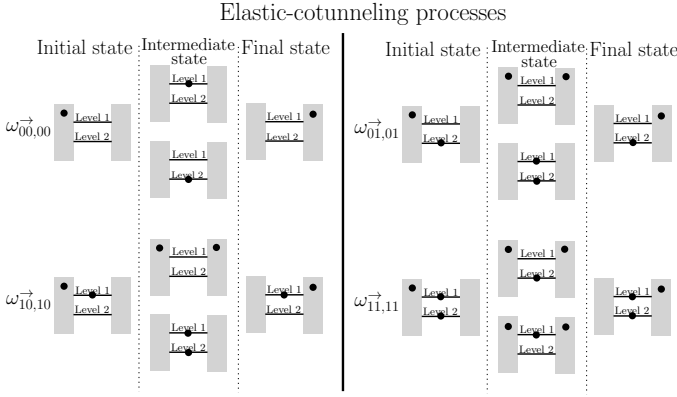 Elastic-cotunneling processes
Initial state
Intermediate
state
Final state
Initial state
Intermediate
state
Final state
ω→00,00
Level 1
Level 2
Level 1
Level 2
Level 1
Level 2
Level 1
Level 2
ω→01,01
Level 1
Level 2
Level 1
Level 2
Level 1
Level 2
Level 1
Level 2
ω→10,10
Level 1
Level 2
Level 1
Level 2
Level 1
Level 2
Level 1
Level 2
ω→11,11
Level 1
Level 2
Level 1
Level 2
Level 1
Level 2
Level 1
Level 2